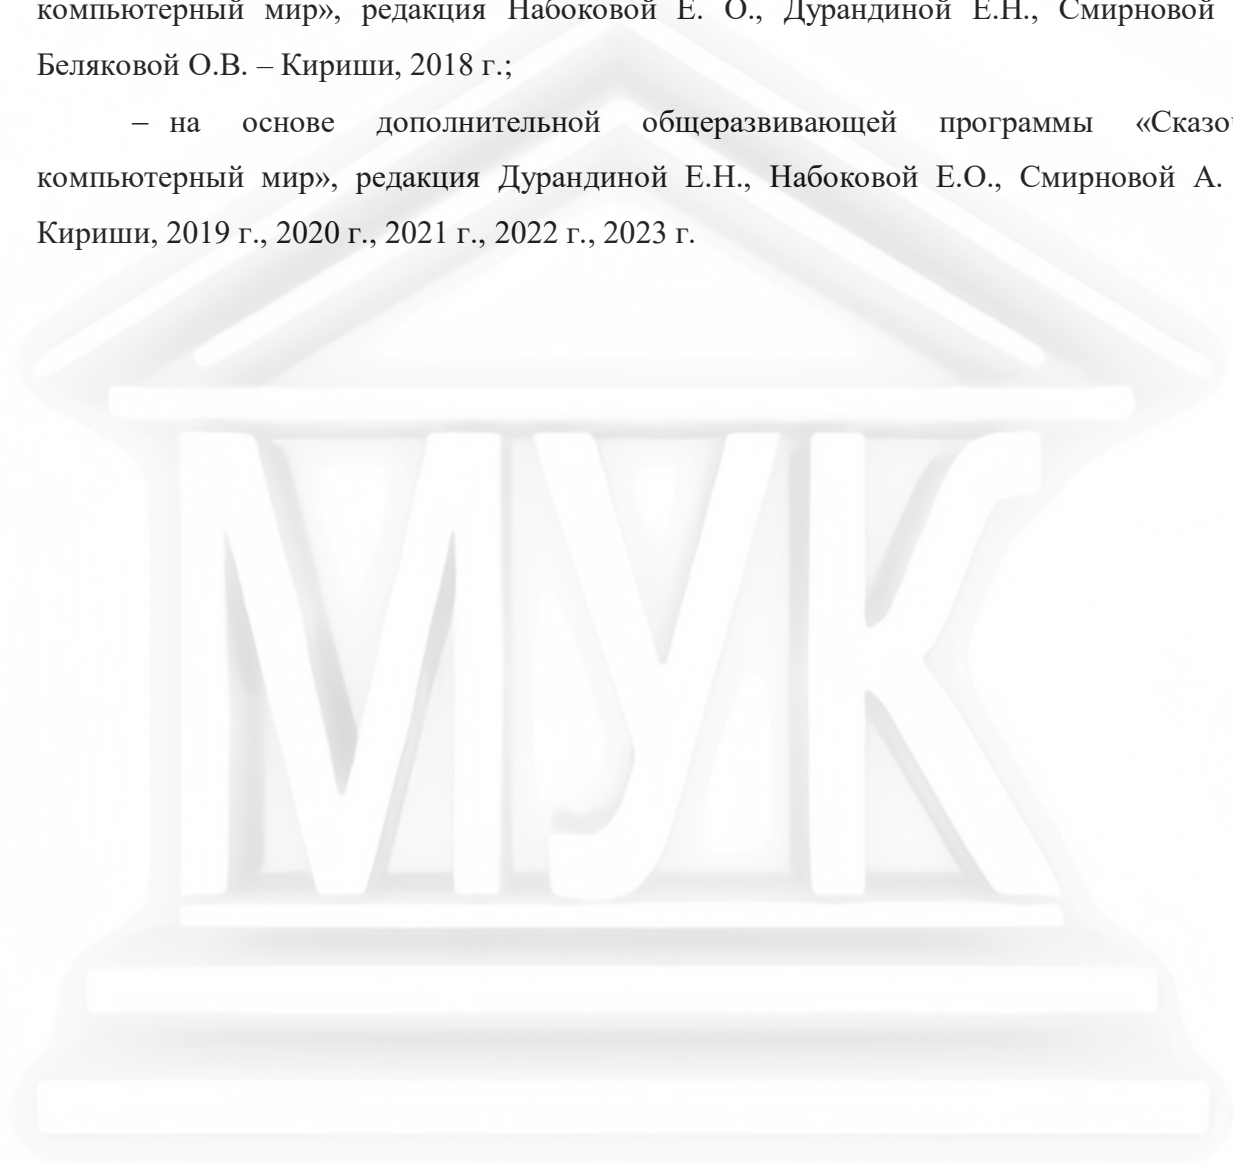 компьютерный мир», редакция Набоковой Е. О., Дурандиной Е.Н., Смирновой
Беляковой О.В. – Кириши, 2018 г.;
– на основе дополнительной общеразвивающей программы
компьютерный мир», редакция Дурандиной Е.Н., Набоковой Е.О., Смирновой А.
Кириши, 2019 г., 2020 г., 2021 г., 2022 г., 2023 г.
МУК